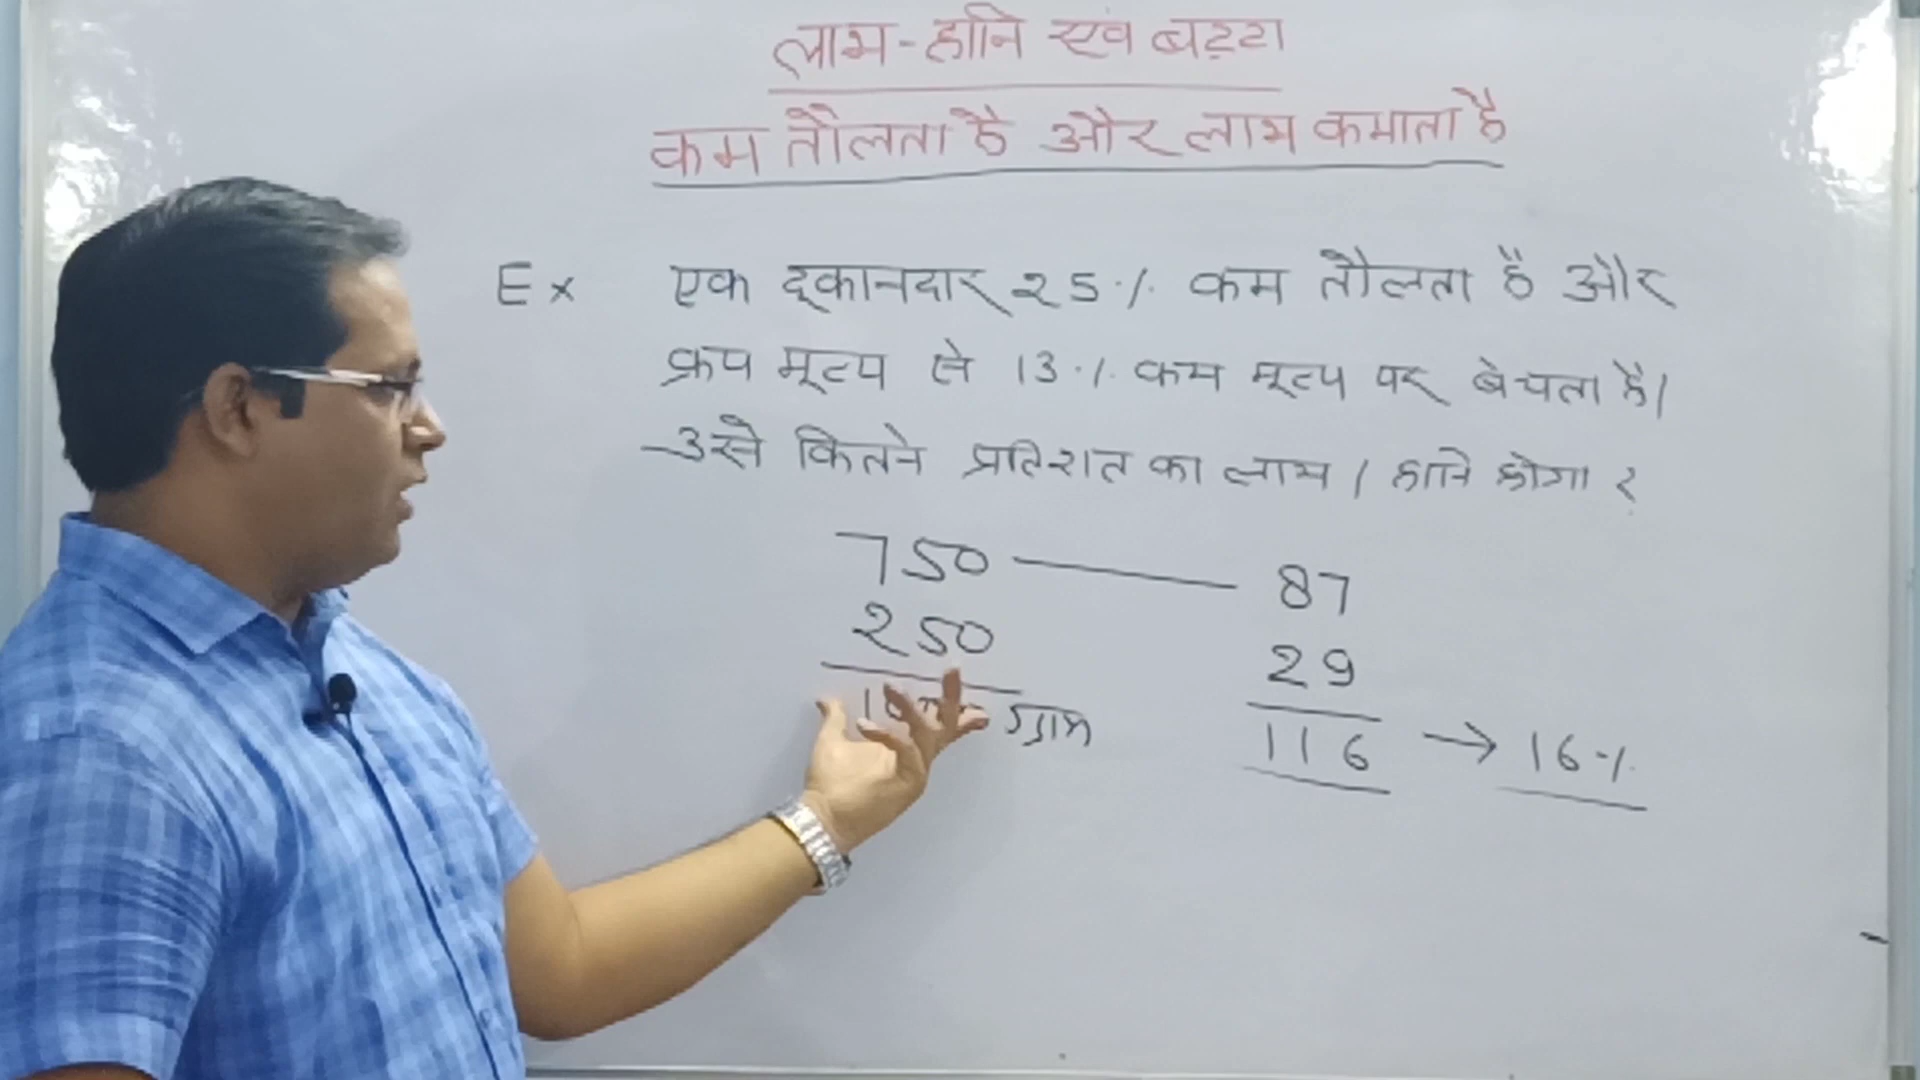 लाभ-हानि एवं बट्टा
कम तौलता है और लाभ कमाता है
Ex एक दूकानदार 25% कम तौलता है और
क्रय मूल्य से 13% कम मूल्य पर बेचता है।
उसे कितने प्रतिशत का लाभ / हानि होगा ?
750 — 87
250 29
ग्राम 116 → 16%